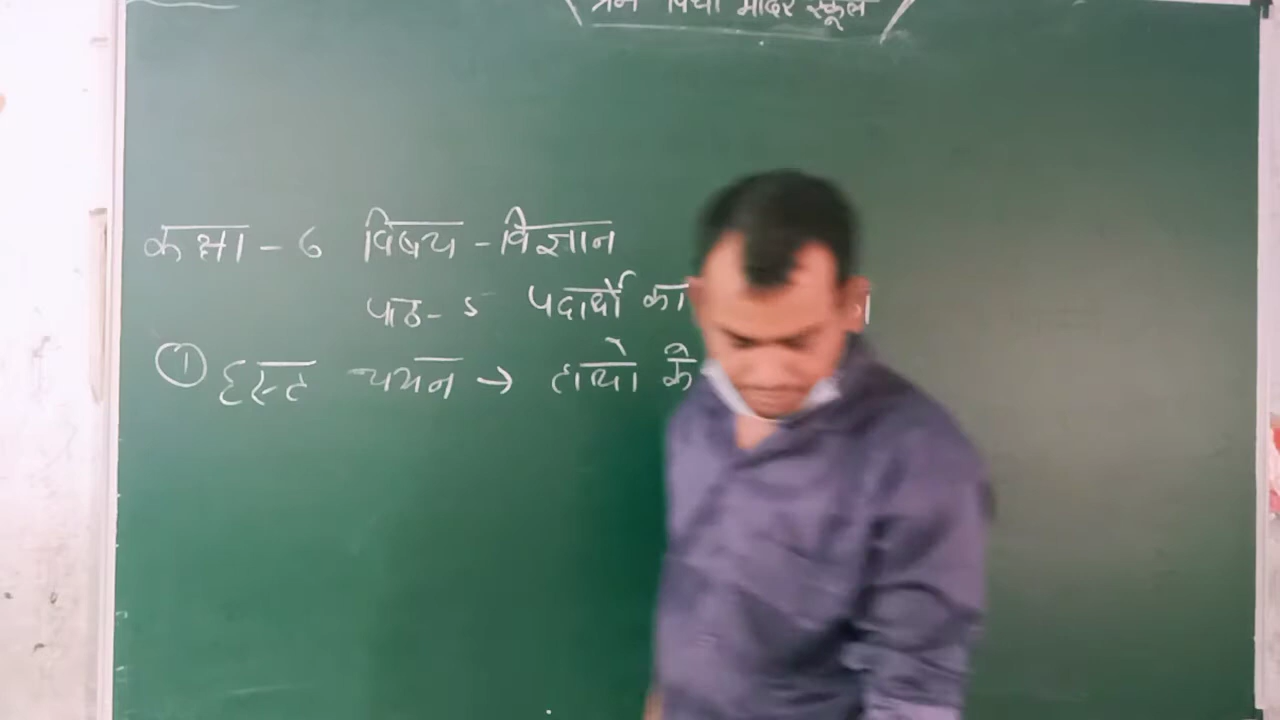 विद्या मंदिर स्कूल
कक्षा - 6 विषय - विज्ञान
पाठ - 5 पदार्थों का
① हस्त चयन → हाथों के